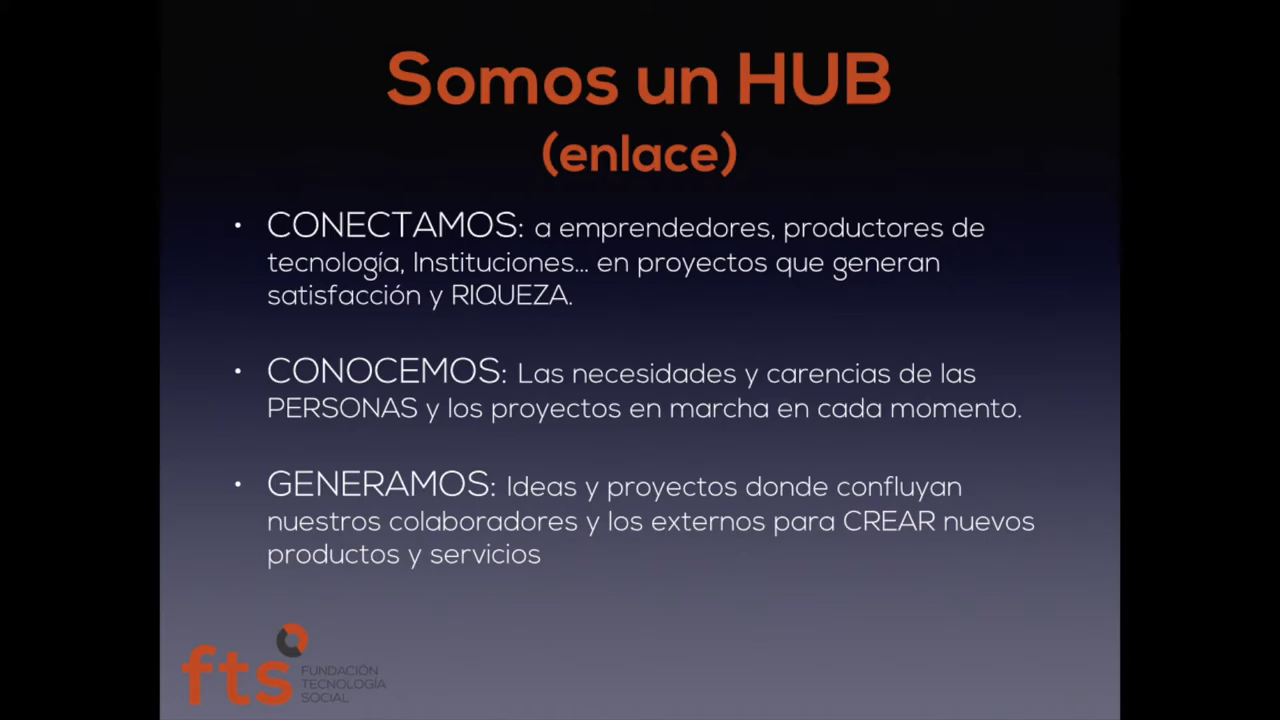 Somos un HUB
(enlace)
• CONECTAMOS: a emprendedores, productores de
tecnología, Instituciones... en proyectos que generan
satisfacción y RIQUEZA.
• CONOCEMOS: Las necesidades y carencias de las
PERSONAS y los proyectos en marcha en cada momento.
• GENERAMOS: Ideas y proyectos donde confluyan
nuestros colaboradores y los externos para CREAR nuevos
productos y servicios
fts
FUNDACIÓN
TECNOLOGÍA
SOCIAL